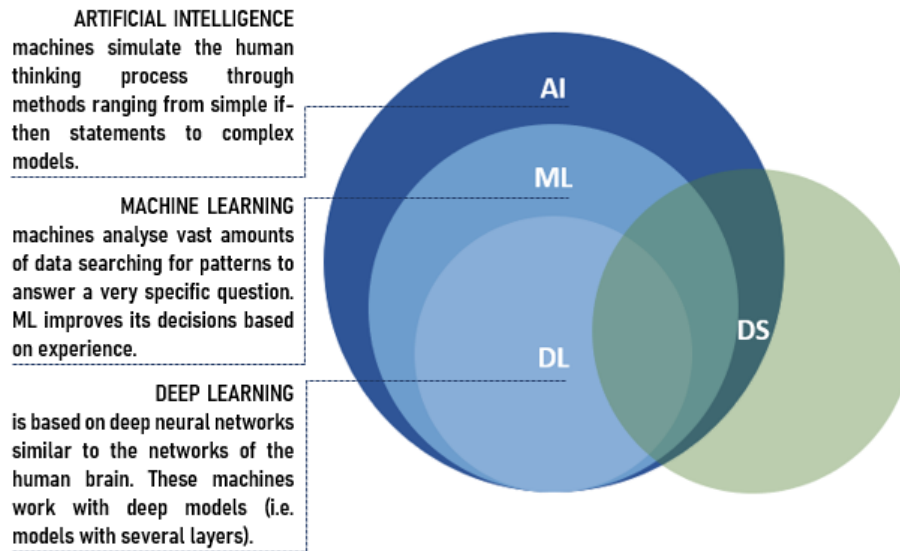 ARTIFICIAL INTELLIGENCE
machines simulate the human
thinking process through
methods ranging from simple if-
then statements to complex
models.
MACHINE LEARNING
machines analyse vast amounts
of data searching for patterns to
answer a very specific question.
ML improves its decisions based
on experience.
DEEP LEARNING
is based on deep neural networks
similar to the networks of the
human brain. These machines
work with deep models (i.e.
models with several layers).
AI
ML
DL
DS